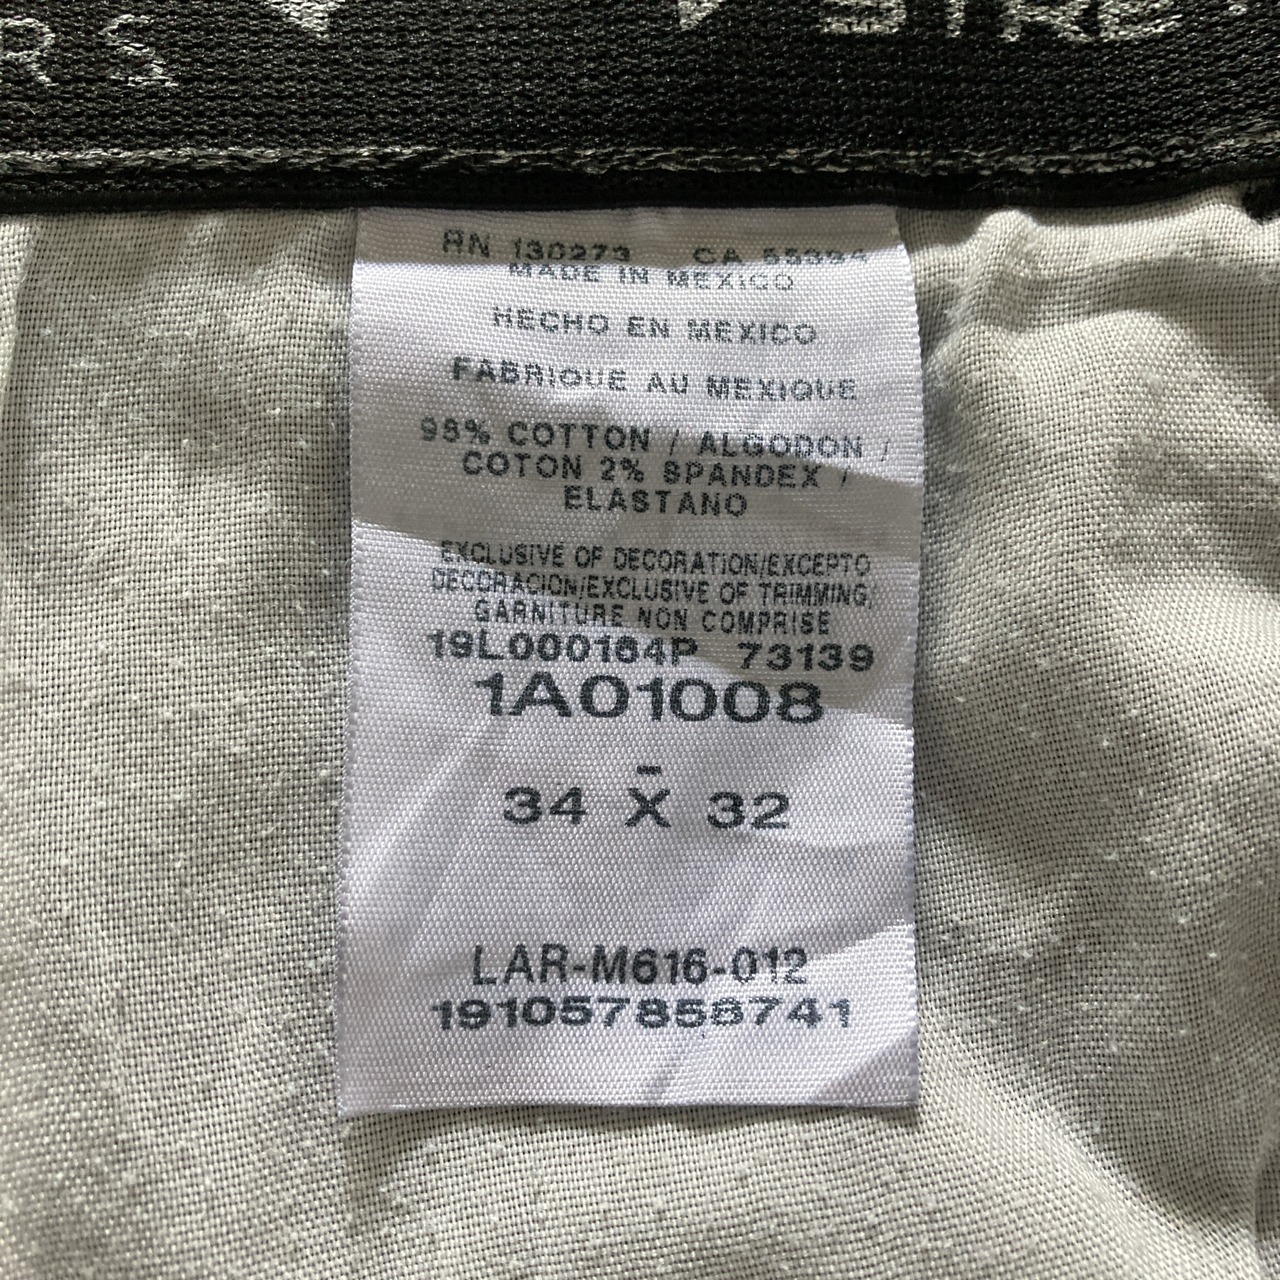 RS
RN 130273 CA 55394
MADE IN MEXICO
HECHO EN MEXICO
FABRIQUE AU MEXIQUE
98% COTTON / ALGODON /
COTON 2% SPANDEX /
ELASTANO
EXCLUSIVE OF DECORATION/EXCEPTO
DECORACION/EXCLUSIVE OF TRIMMING,
GARNITURE NON COMPRISE
19L000164P 73139
1A01008
-
34 X 32
LAR-M616-012
191057858741